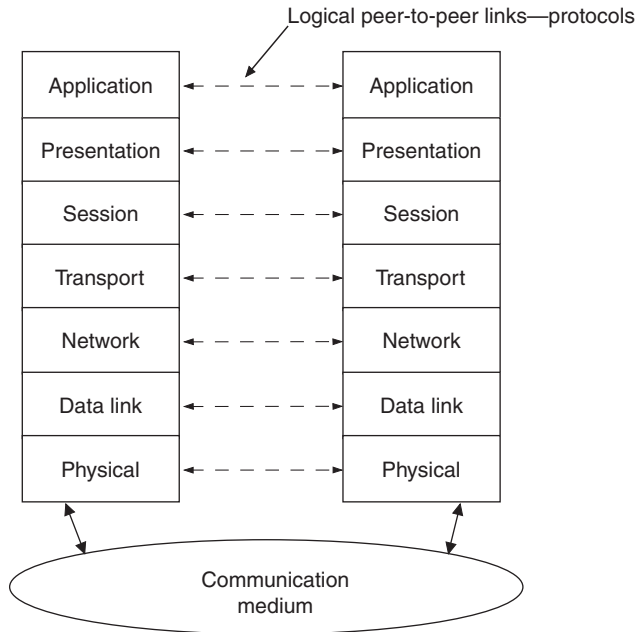 Logical peer-to-peer links—protocols
Application
Application
Presentation
Presentation
Session
Session
Transport
Transport
Network
Network
Data link
Data link
Physical
Physical
Communication
medium